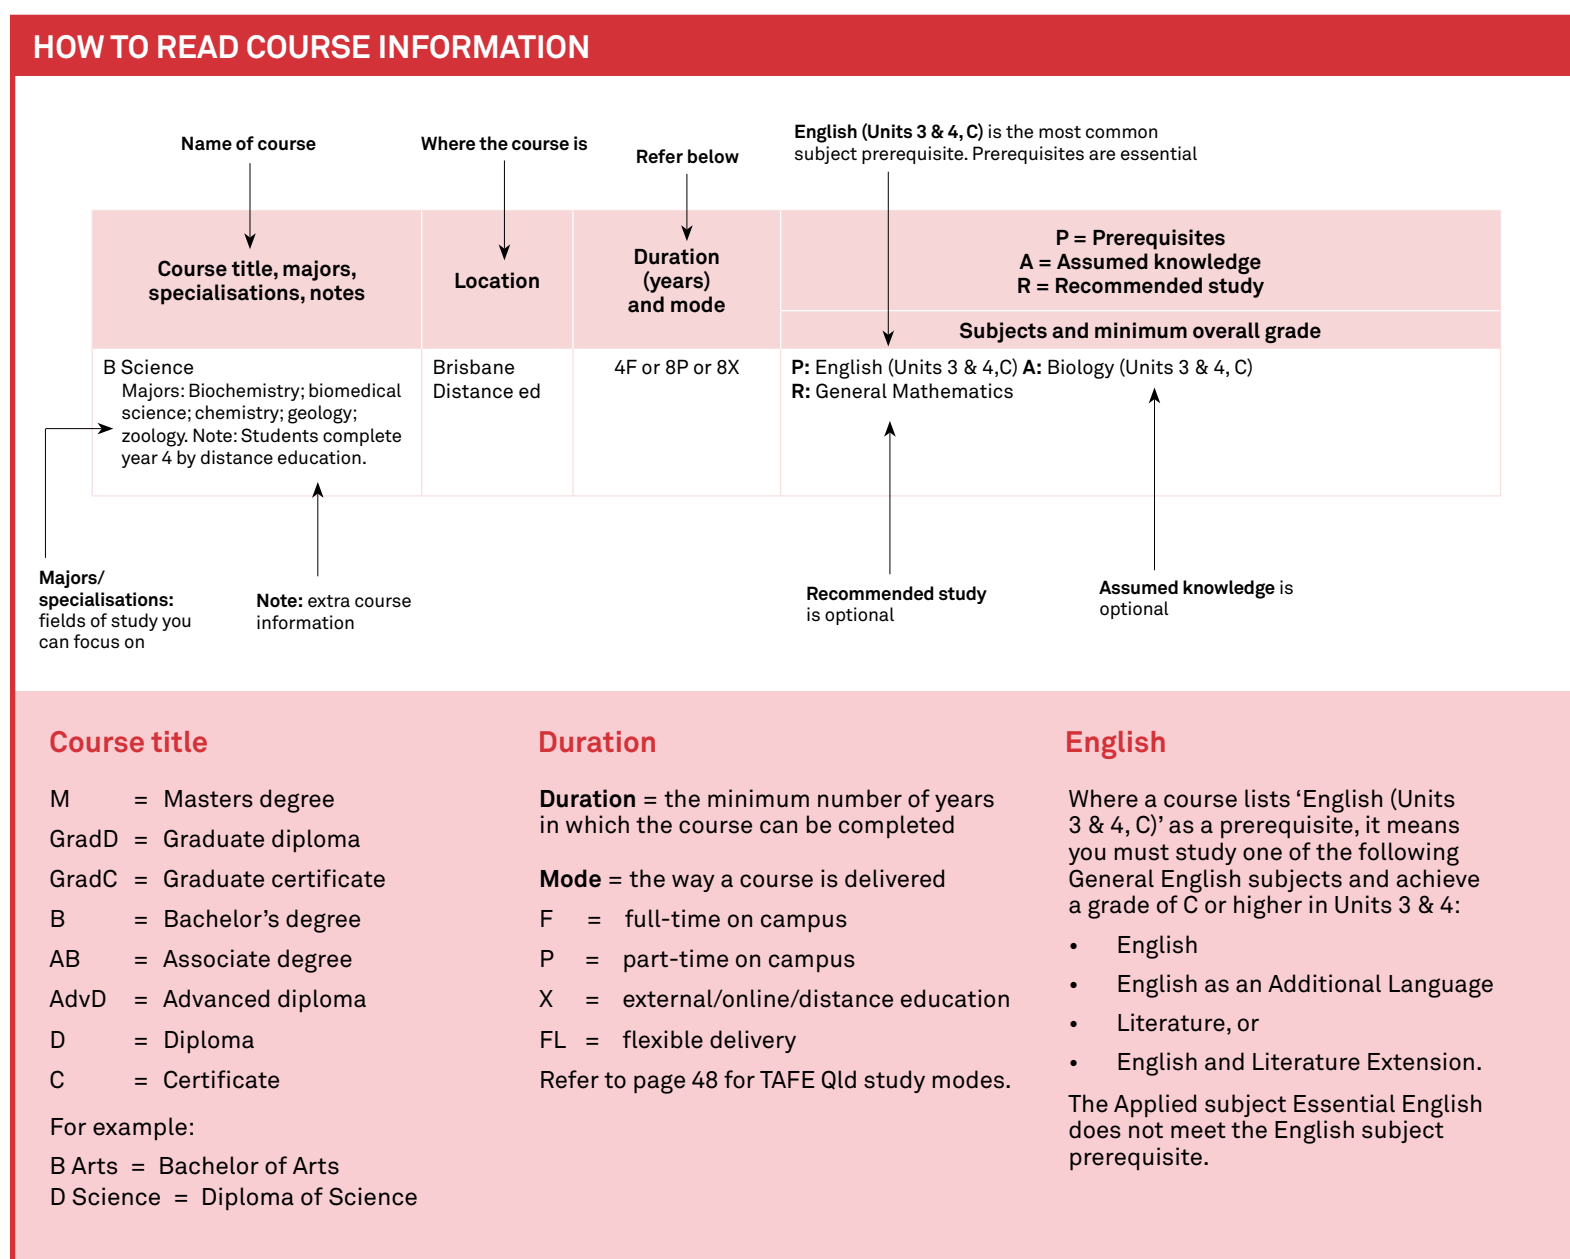 HOW TO READ COURSE INFORMATION
Name of course
Where the course is
Refer below
English (Units 3 & 4, C) is the most common
subject prerequisite. Prerequisites are essential
Course title, majors,
specialisations, notes
Location
Duration
(years)
and mode
P = Prerequisites
A = Assumed knowledge
R = Recommended study
Subjects and minimum overall grade
B Science
Majors: Biochemistry; biomedical
science; chemistry; geology;
zoology. Note: Students complete
year 4 by distance education.
Brisbane
Distance ed
4F or 8P or 8X
P: English (Units 3 & 4,C) A: Biology (Units 3 & 4, C)
R: General Mathematics
Majors/
specialisations:
fields of study you
can focus on
Note: extra course
information
Recommended study
is optional
Assumed knowledge is
optional
Course title
M = Masters degree
GradD = Graduate diploma
GradC = Graduate certificate
B = Bachelor's degree
AB = Associate degree
AdvD = Advanced diploma
D = Diploma
C = Certificate
For example:
B Arts = Bachelor of Arts
D Science = Diploma of Science
Duration
Duration = the minimum number of years
in which the course can be completed
Mode = the way a course is delivered
F = full-time on campus
P = part-time on campus
X = external/online/distance education
FL = flexible delivery
Refer to page 48 for TAFE Qld study modes.
English
Where a course lists ‘English (Units
3 & 4, C)’ as a prerequisite, it means
you must study one of the following
General English subjects and achieve
a grade of C or higher in Units 3 & 4:
• English
• English as an Additional Language
• Literature, or
• English and Literature Extension.
The Applied subject Essential English
does not meet the English subject
prerequisite.